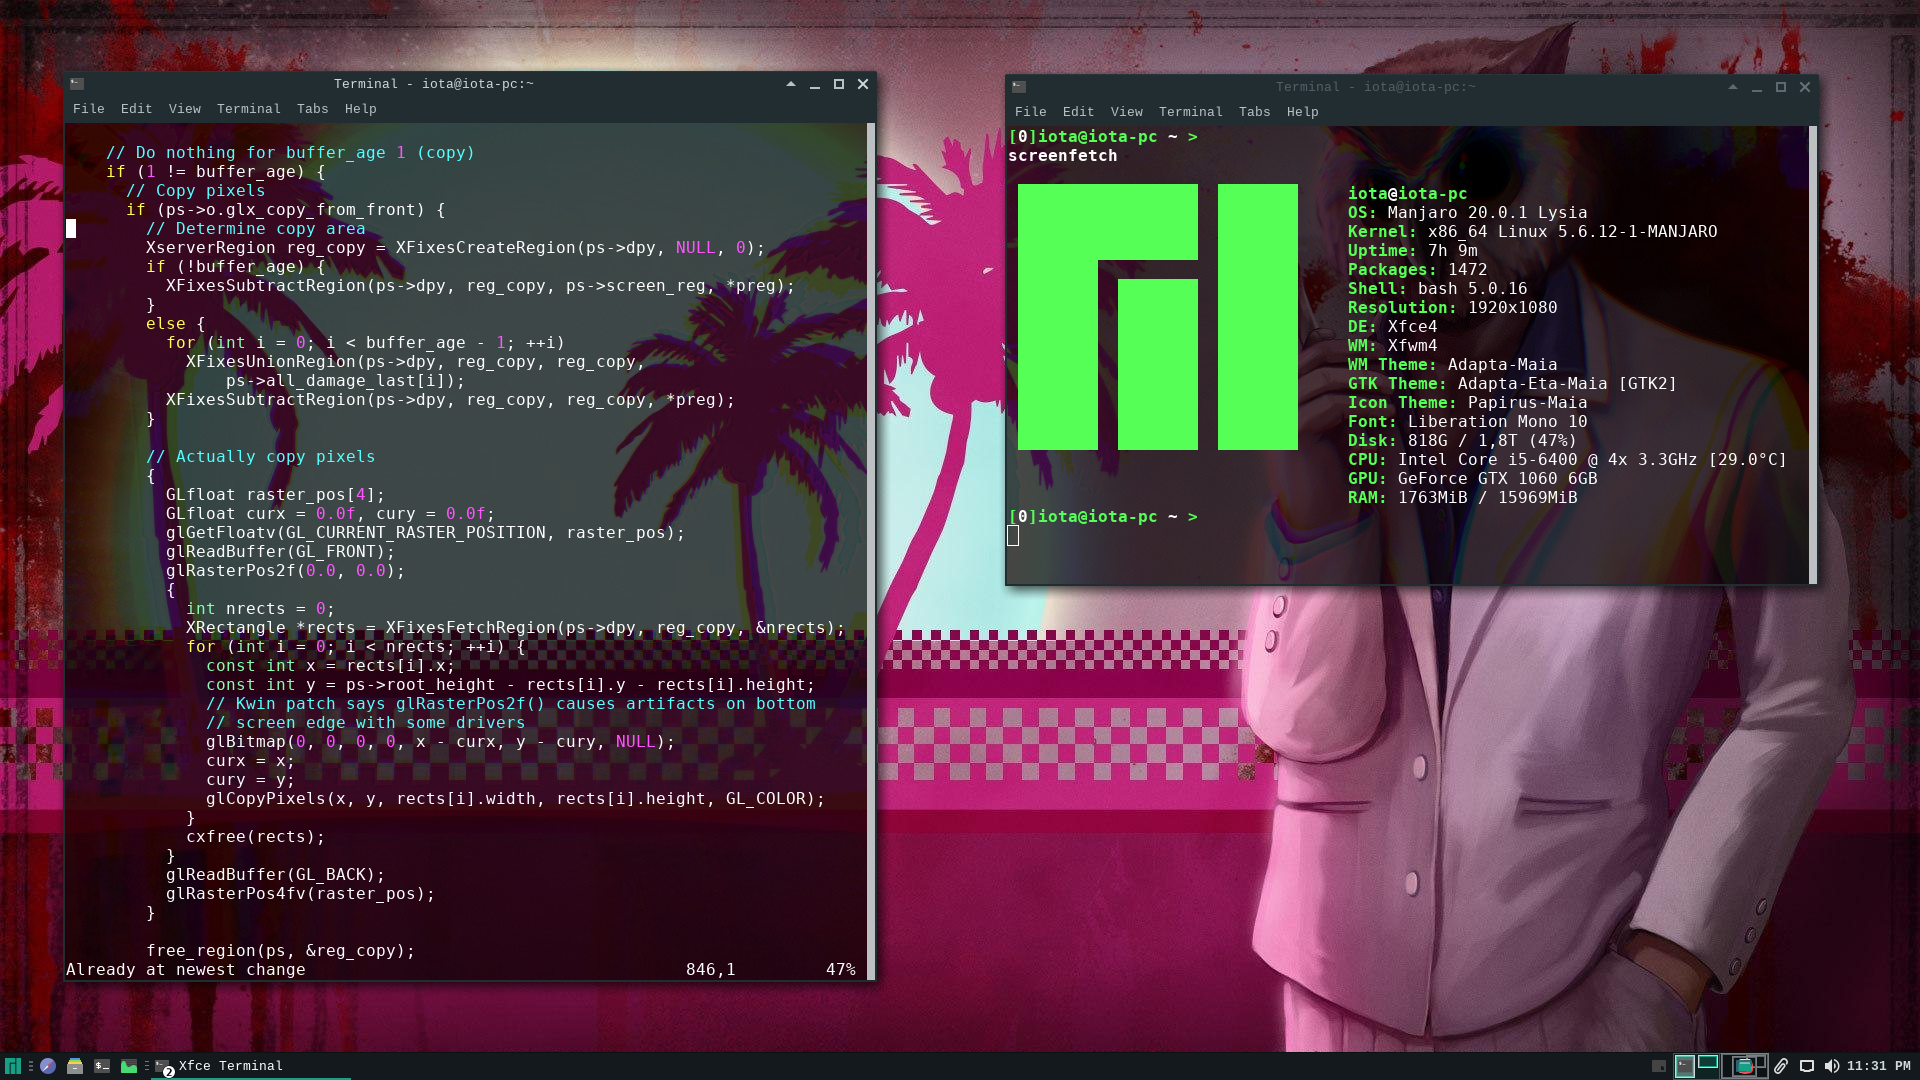 Terminal - iota@iota-pc:~
File Edit View Terminal Tabs Help
// Do nothing for buffer_age 1 (copy)
if (1 != buffer_age) {
// Copy pixels
if (ps->o.glx_copy_from_front) {
// Determine copy area
XserverRegion reg_copy = XFixesCreateRegion(ps->dpy, NULL, 0);
if (!buffer_age) {
XFixesSubtractRegion(ps->dpy, reg_copy, ps->screen_reg, *preg);
}
else {
for (int i = 0; i < buffer_age - 1; ++i)
XFixesUnionRegion(ps->dpy, reg_copy, reg_copy,
ps->all_damage_last[i]);
XFixesSubtractRegion(ps->dpy, reg_copy, reg_copy, *preg);
}
// Actually copy pixels
{
GLfloat raster_pos[4];
GLfloat curx = 0.0f, cury = 0.0f;
glGetFloatv(GL_CURRENT_RASTER_POSITION, raster_pos);
glReadBuffer(GL_FRONT);
glRasterPos2f(0.0, 0.0);
{
int nrects = 0;
XRectangle *rects = XFixesFetchRegion(ps->dpy, reg_copy, &nrects);
for (int i = 0; i < nrects; ++i) {
const int x = rects[i].x;
const int y = ps->root_height - rects[i].y - rects[i].height;
// Kwin patch says glRasterPos2f() causes artifacts on bottom
// screen edge with some drivers
glBitmap(0, 0, 0, 0, x - curx, y - cury, NULL);
curx = x;
cury = y;
glCopyPixels(x, y, rects[i].width, rects[i].height, GL_COLOR);
}
cxfree(rects);
}
glReadBuffer(GL_BACK);
glRasterPos4fv(raster_pos);
}
free_region(ps, &reg_copy);
Already at newest change 846,1 47%
Terminal - iota@iota-pc:~
File Edit View Terminal Tabs Help
[0]iota@iota-pc ~ >
screenfetch
iota@iota-pc
OS: Manjaro 20.0.1 Lysia
Kernel: x86_64 Linux 5.6.12-1-MANJARO
Uptime: 7h 9m
Packages: 1472
Shell: bash 5.0.16
Resolution: 1920x1080
DE: Xfce4
WM: Xfwm4
WM Theme: Adapta-Maia
GTK Theme: Adapta-Eta-Maia [GTK2]
Icon Theme: Papirus-Maia
Font: Liberation Mono 10
Disk: 818G / 1,8T (47%)
CPU: Intel Core i5-6400 @ 4x 3.3GHz [29.0°C]
GPU: GeForce GTX 1060 6GB
RAM: 1763MiB / 15969MiB
[0]iota@iota-pc ~ >
2 Xfce Terminal
11:31 PM